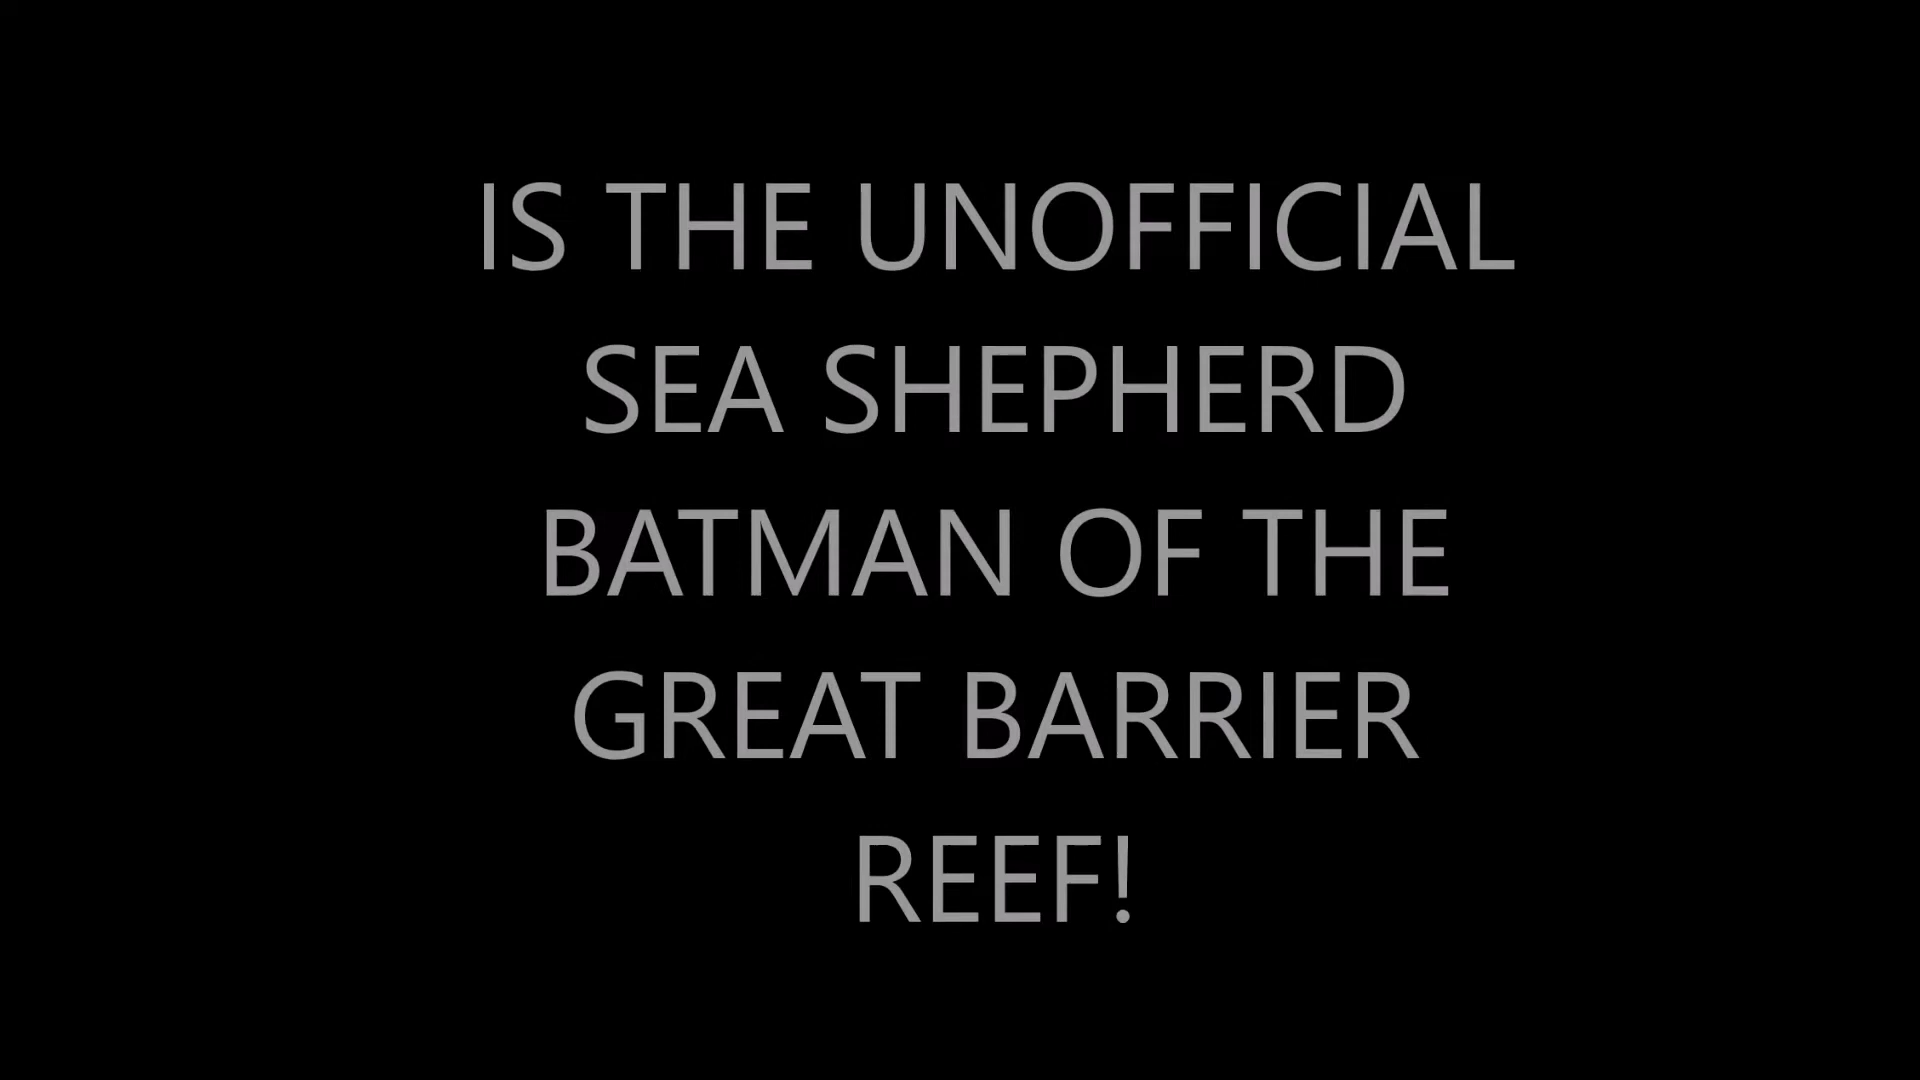 IS THE UNOFFICIAL
SEA SHEPHERD
BATMAN OF THE
GREAT BARRIER
REEF!